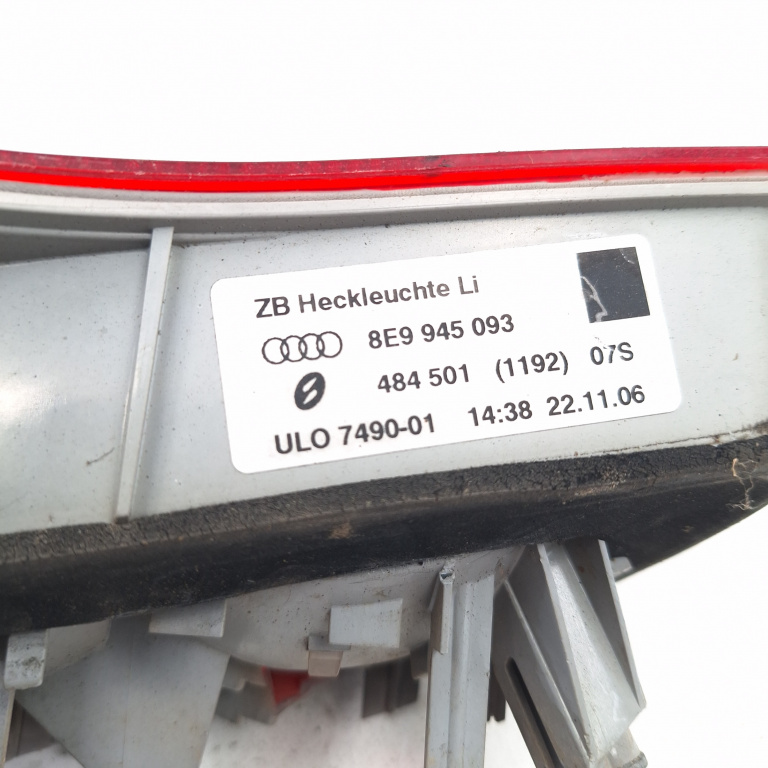 ZB Heckleuchte Li
8E9 945 093
484 501 (1192) 07S
ULO 7490-01 14:38 22.11.06